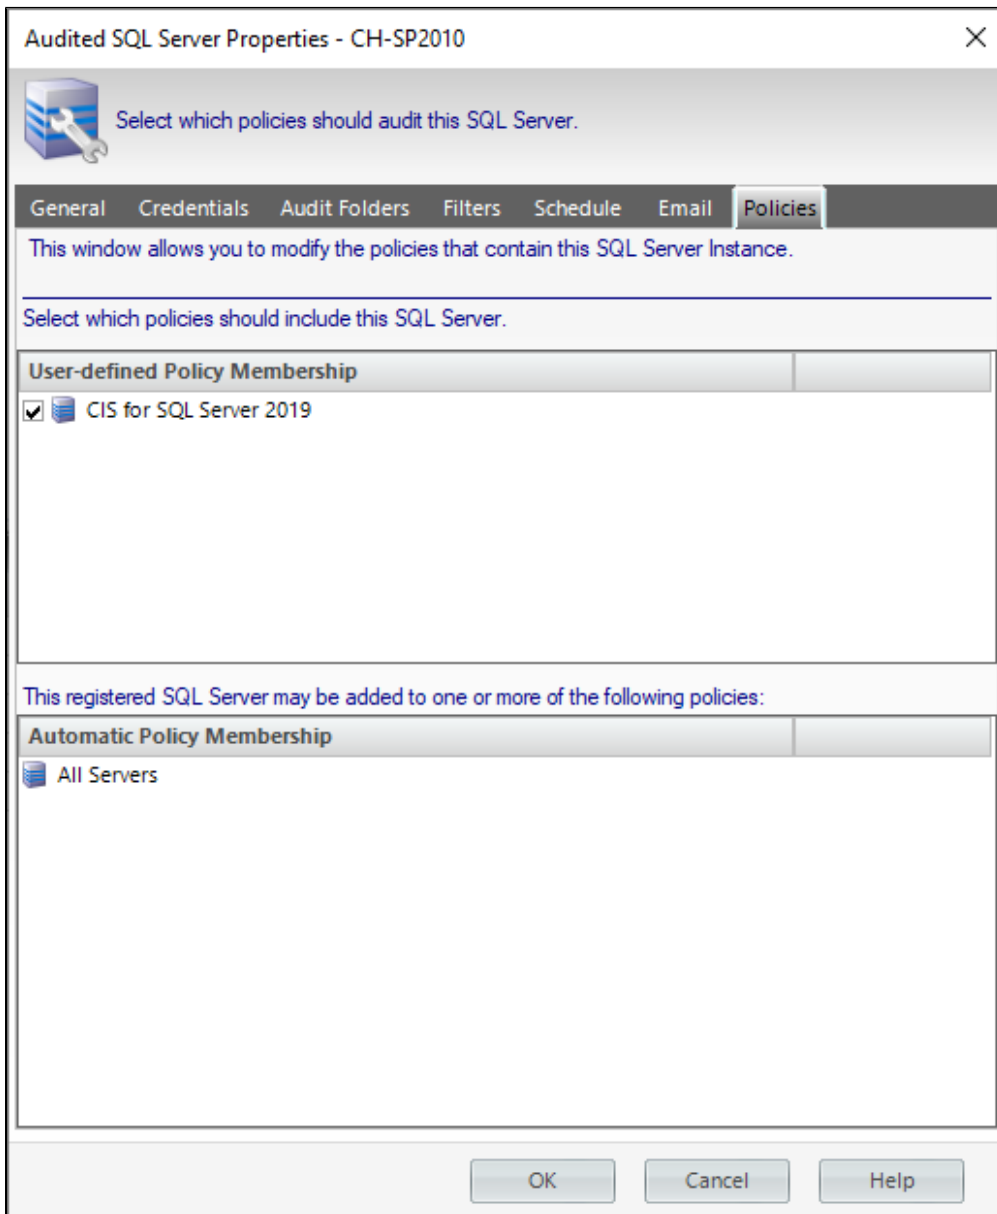 Audited SQL Server Properties - CH-SP2010
Select which policies should audit this SQL Server.
General Credentials Audit Folders Filters Schedule Email Policies
This window allows you to modify the policies that contain this SQL Server Instance.
Select which policies should include this SQL Server.
User-defined Policy Membership
CIS for SQL Server 2019
This registered SQL Server may be added to one or more of the following policies:
Automatic Policy Membership
All Servers
OK Cancel Help